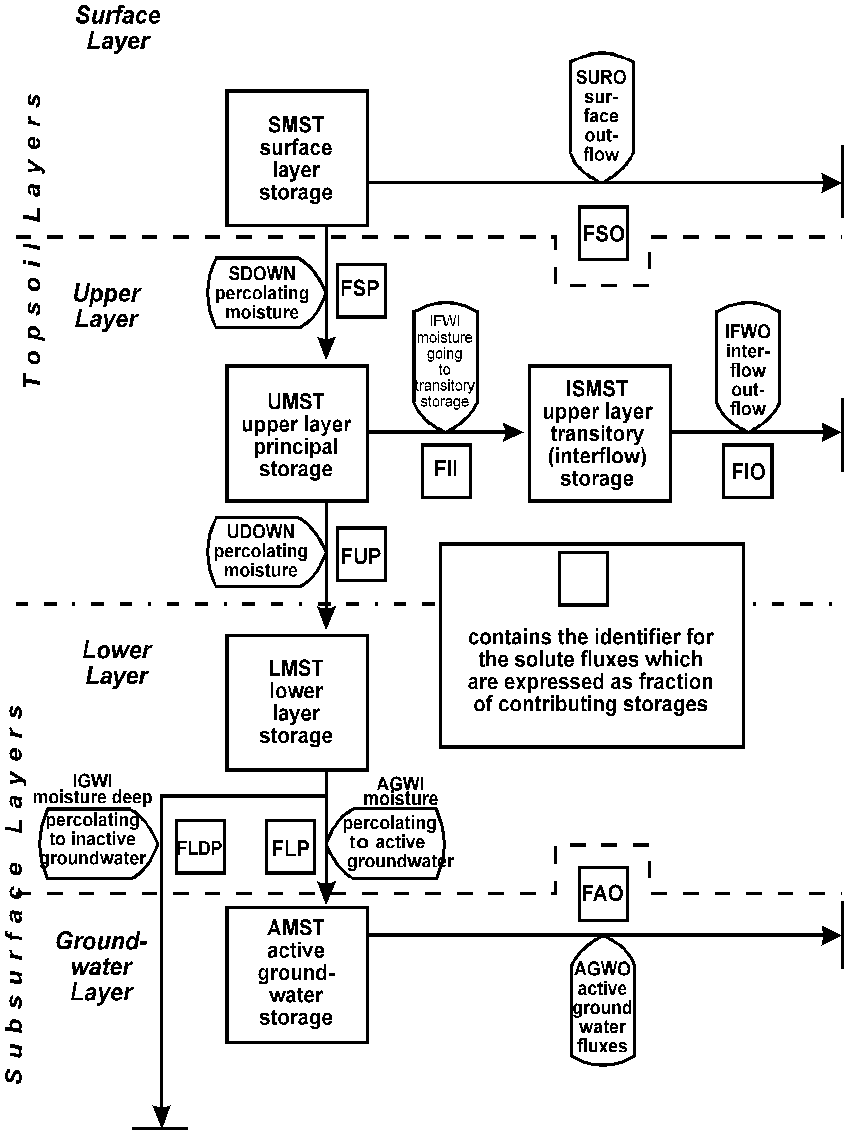 Surface
Layer
SURO
sur-
face
out-
flow
SMST
surface
layer
storage
FSO
Topsoil Layers
SDOWN
percolating
moisture
FSP
Upper
Layer
IFWI
moisture
going
to
transitory
storage
IFWO
inter-
flow
out-
flow
UMST
upper layer
principal
storage
ISMST
upper layer
transitory
(interflow)
storage
FII
FIO
UDOWN
percolating
moisture
FUP
contains the identifier for
the solute fluxes which
are expressed as fraction
of contributing storages
Lower
Layer
LMST
lower
layer
storage
Subsurface Layers
IGWI
moisture deep
percolating
to inactive
groundwater
FLDP
FLP
AGWI
moisture
percolating
to active
groundwater
FAO
Ground-
water
Layer
AMST
active
ground-
water
storage
AGWO
active
ground
water
fluxes